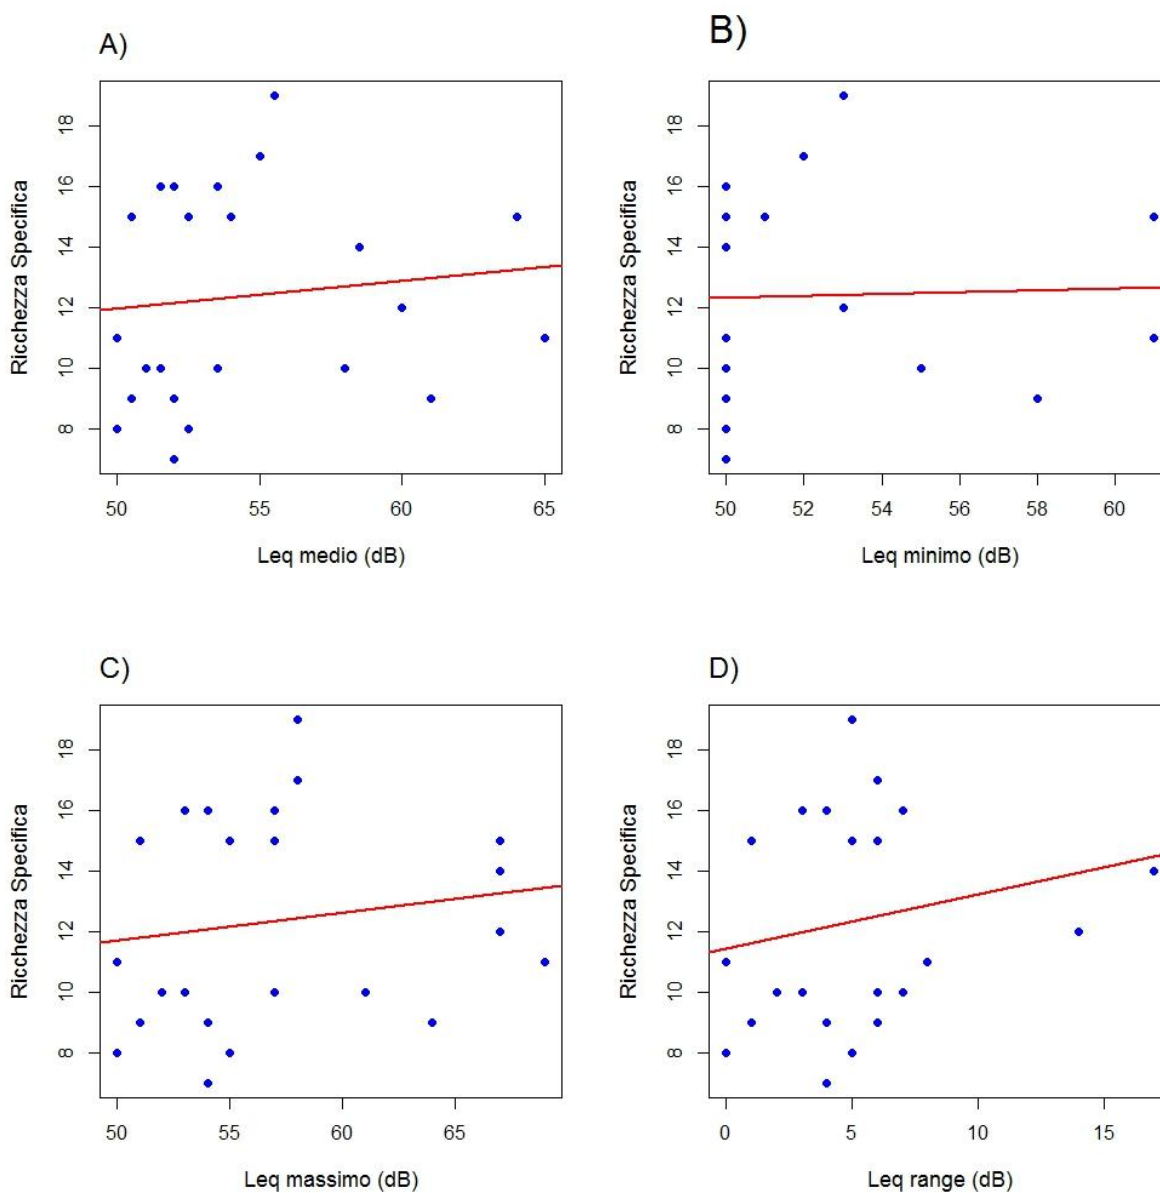 A)
Ricchezza Specifica
18
16
14
12
10
8
50 55 60 65
Leq medio (dB)
B)
Ricchezza Specifica
18
16
14
12
10
8
50 52 54 56 58 60
Leq minimo (dB)
C)
Ricchezza Specifica
18
16
14
12
10
8
50 55 60 65
Leq massimo (dB)
D)
Ricchezza Specifica
18
16
14
12
10
8
0 5 10 15
Leq range (dB)